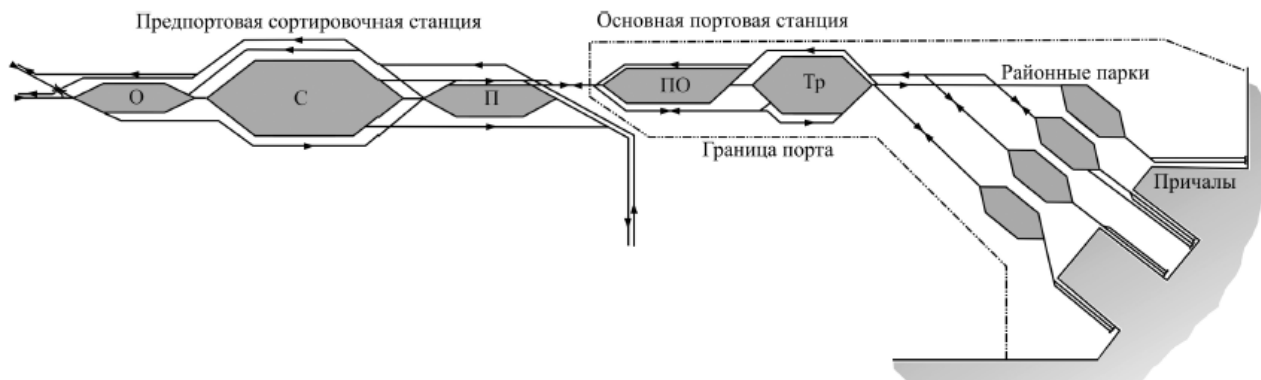 Предпортовая сортировочная станция
Основная портовая станция
Районные парки
О
С
П
ПО
Тр
Граница порта
Причалы